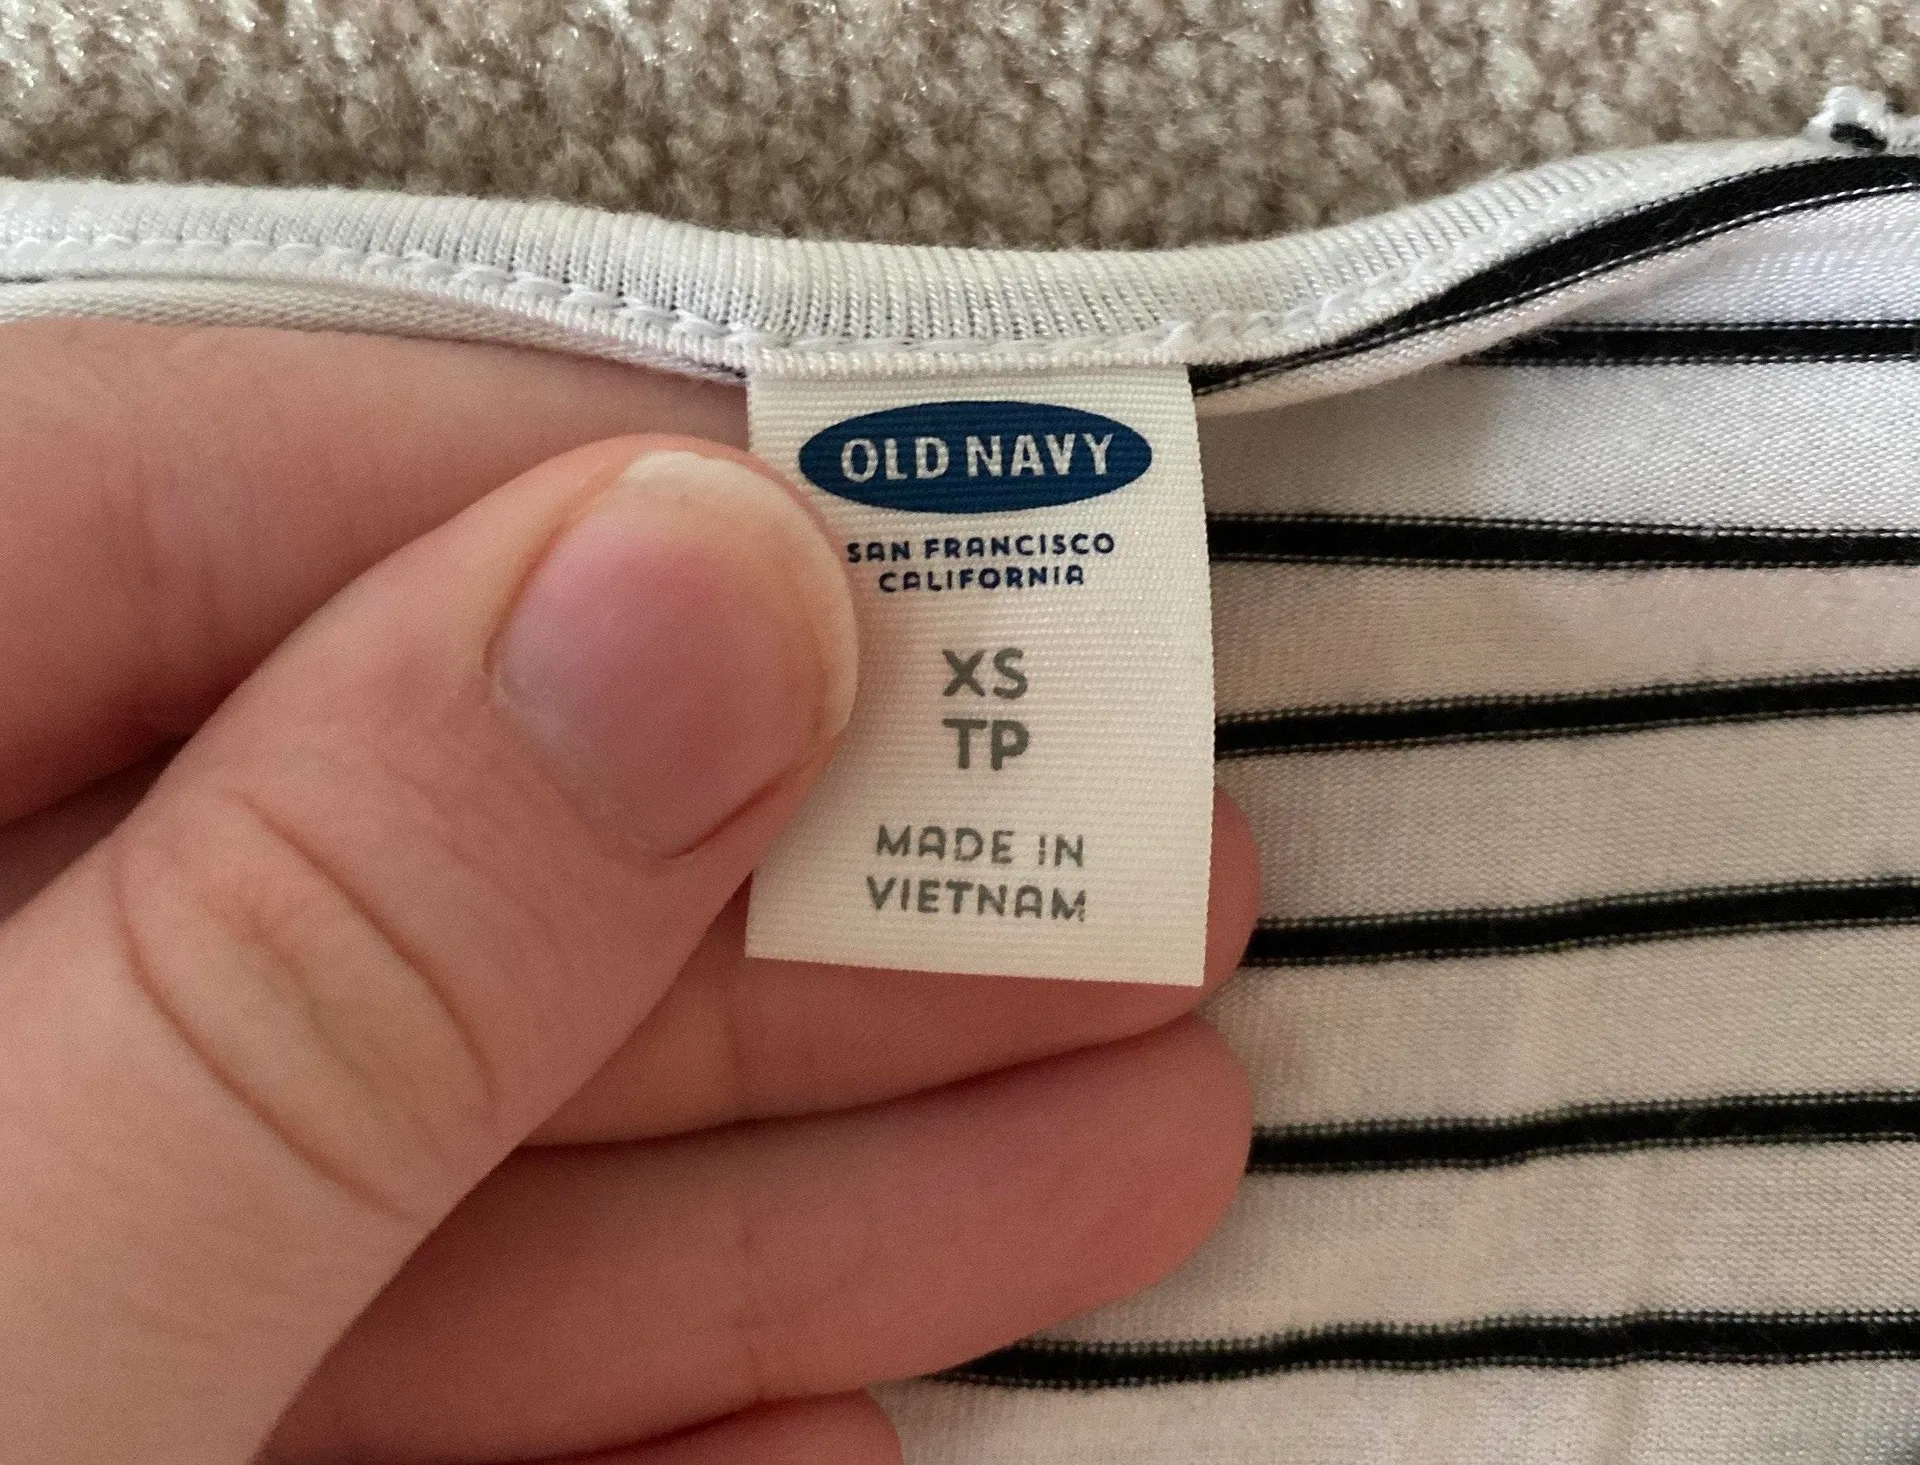 OLD NAVY
SAN FRANCISCO
CALIFORNIA
XS
TP
MADE IN
VIETNAM